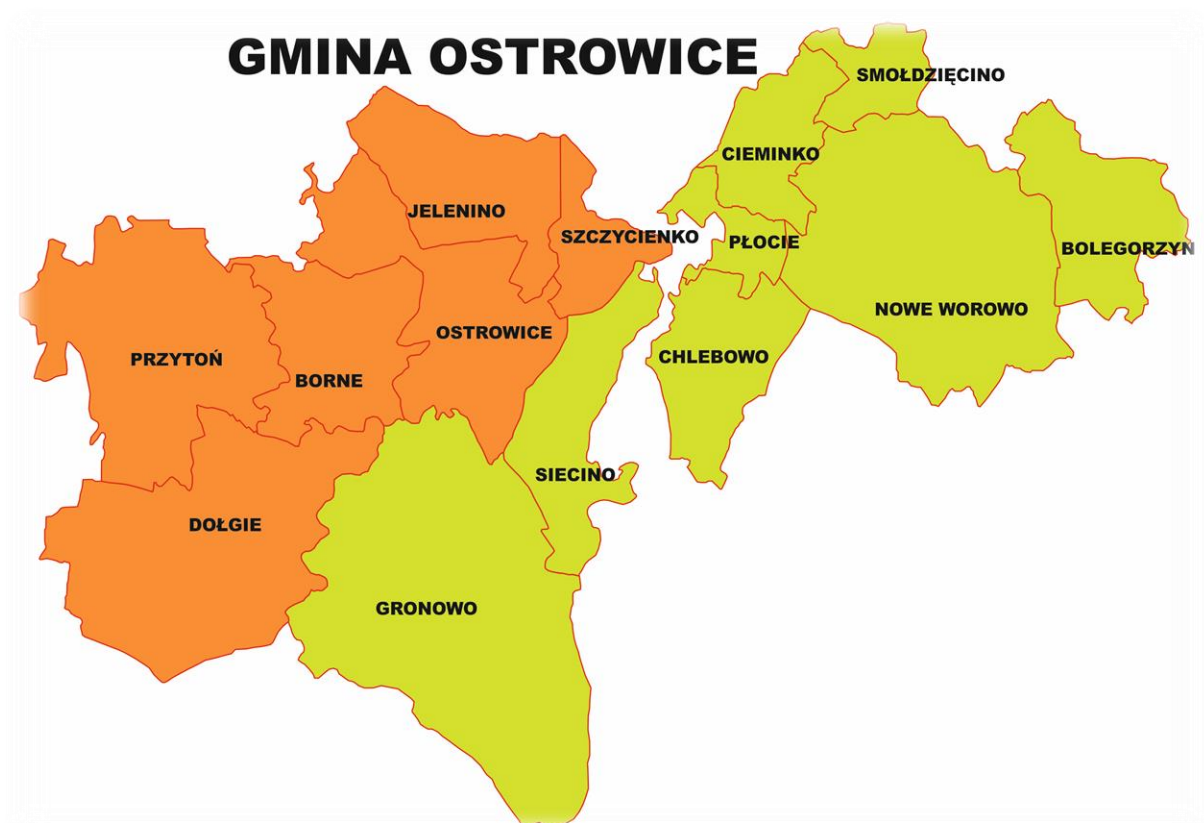 GMINA OSTROWICE
SMOŁDZIĘCINO
CIEMINKO
JELENINO
SZCZYCIENKO
PŁOCIE
BOLEGORZYN
NOWE WOROWO
OSTROWICE
CHLEBOWO
PRZYTOŃ
BORNE
SIECINO
DOŁGIE
GRONOWO